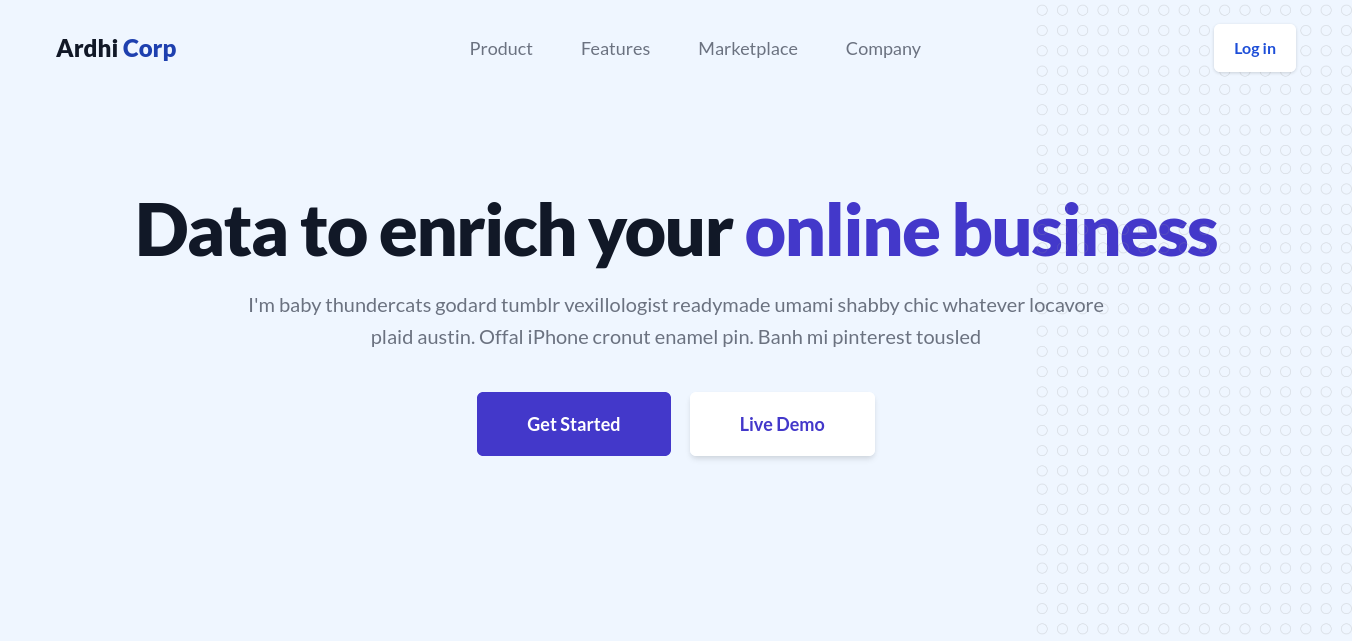 Ardhi Corp
Product Features Marketplace Company
Log in
Data to enrich your online business
I'm baby thundercats godard tumblr vexillologist readymade umami shabby chic whatever locavore
plaid austin. Offal iPhone cronut enamel pin. Banh mi pinterest tousled
Get Started
Live Demo